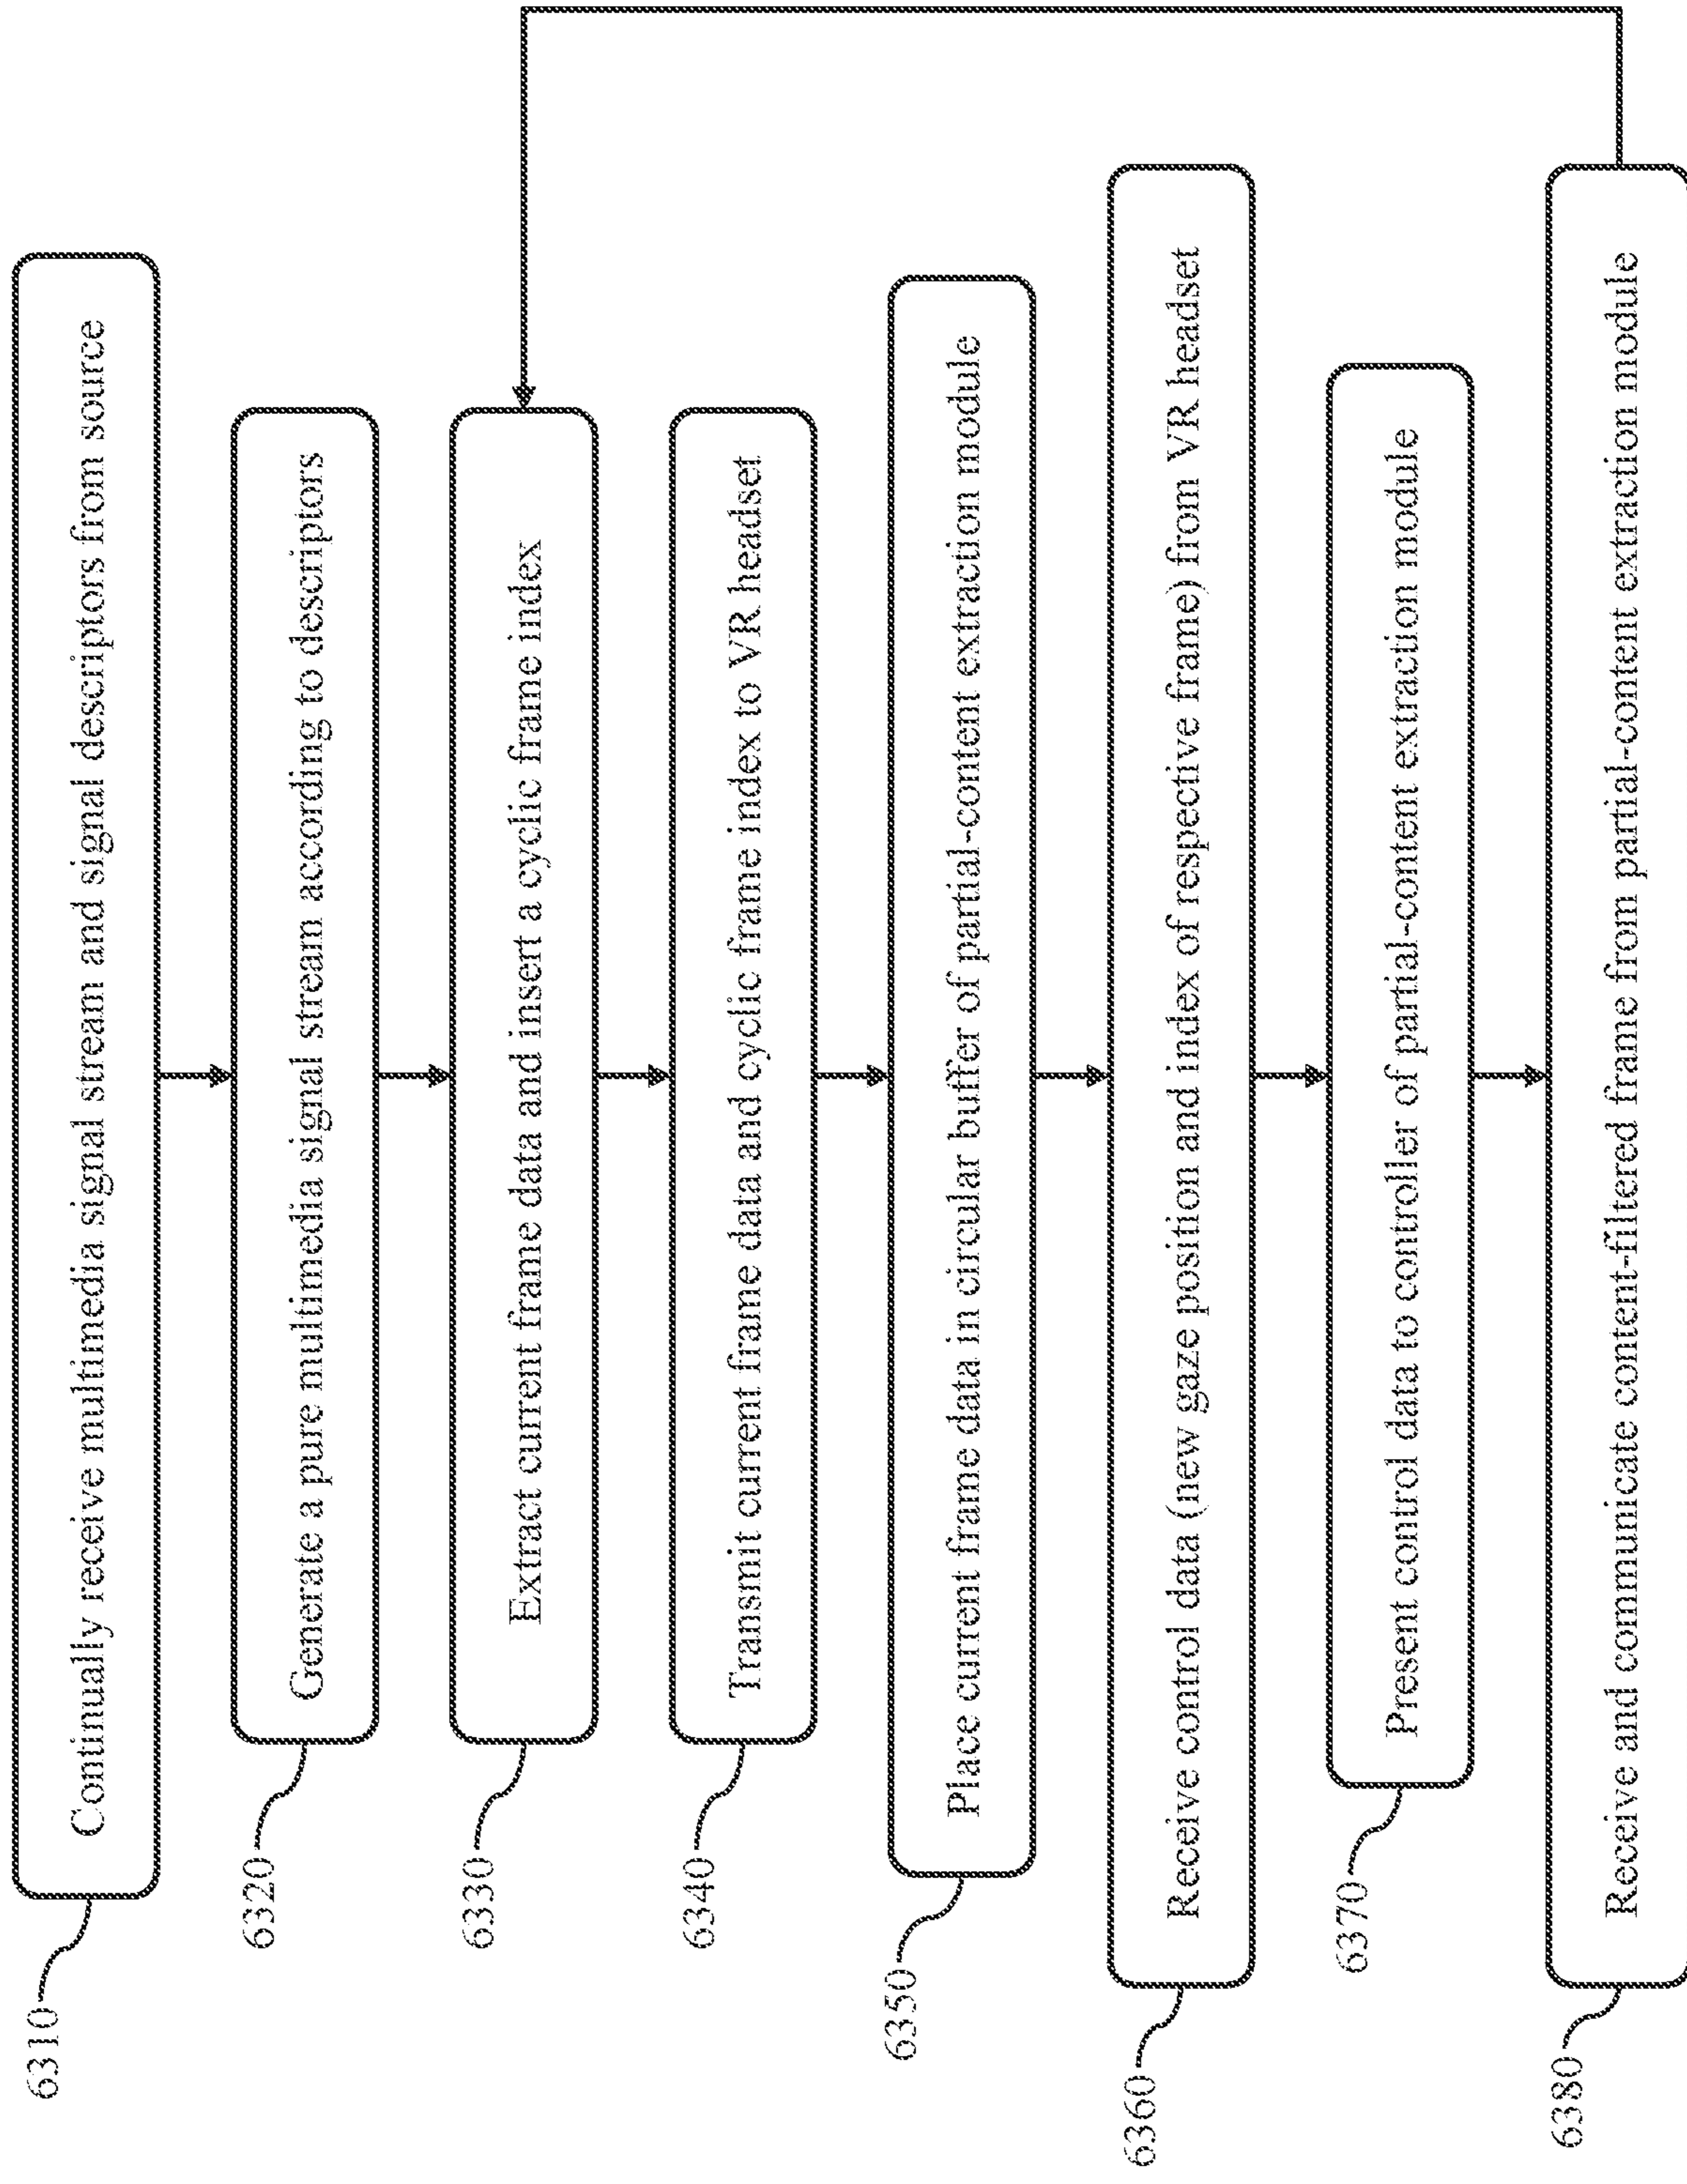 6310
Continually receive multimedia signal stream and signal descriptors from source
6320
Generate a pure multimedia signal stream according to descriptors
6330
Extract current frame data and insert a cyclic frame index
6340
Transmit current frame data and cyclic frame index to VR headset
6350
Place current frame data in circular buffer of partial-content extraction module
6360
Receive control data (new gaze position and index of respective frame) from VR headset
6370
Present control data to controller of partial-content extraction module
6380
Receive and communicate content-filtered frame from partial-content extraction module